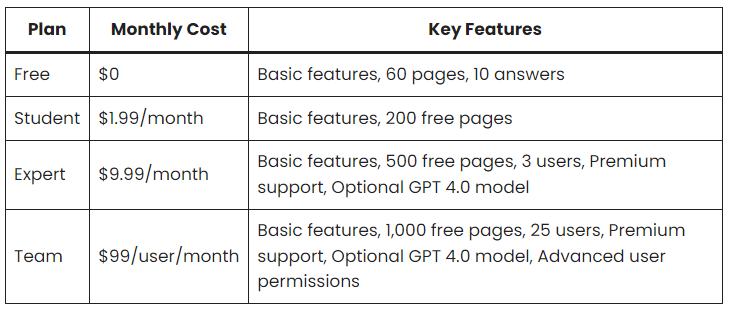 Plan Monthly Cost Key Features
Free $0 Basic features, 60 pages, 10 answers
Student $1.99/month Basic features, 200 free pages
Expert $9.99/month Basic features, 500 free pages, 3 users, Premium
support, Optional GPT 4.0 model
Team $99/user/month Basic features, 1,000 free pages, 25 users, Premium
support, Optional GPT 4.0 model, Advanced user
permissions